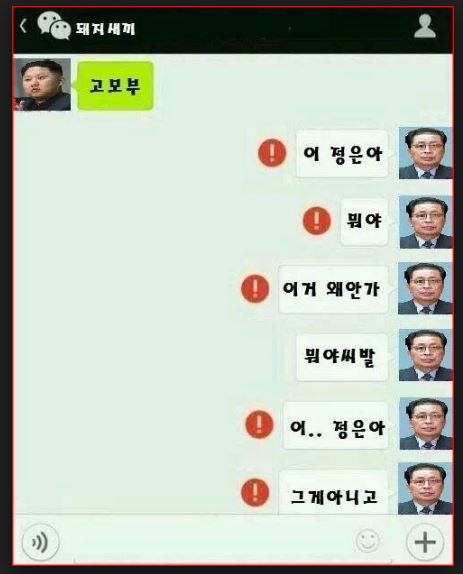 돼지새끼
고모부
어 정은아
뭐야
이거 왜안가
뭐야씨발
어.. 정은아
그게아니고